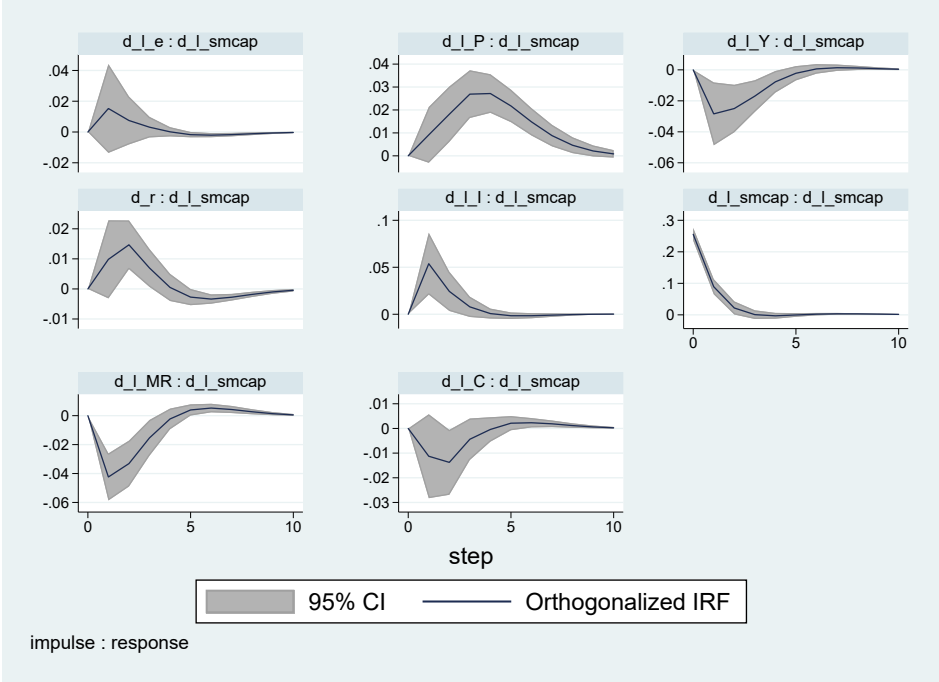 d_l_e : d_l_smcap
d_l_P : d_l_smcap
d_l_Y : d_l_smcap
.04
.02
0
-.02
.04
.03
.02
.01
0
0
-.02
-.04
-.06
d_r : d_l_smcap
d_l_I : d_l_smcap
d_l_smcap : d_l_smcap
.02
.01
0
-.01
.1
.05
0
.3
.2
.1
0
0 5 10
d_l_MR : d_l_smcap
d_l_C : d_l_smcap
0
-.02
-.04
-.06
0 5 10
.01
0
-.01
-.02
-.03
0 5 10
step
95% CI Orthogonalized IRF
impulse : response